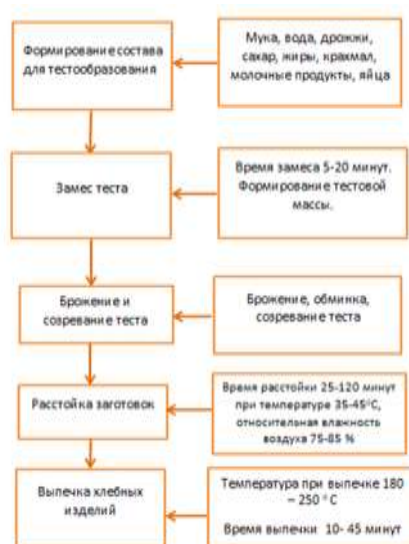 Формирование состава
для тестообразования
Мука, вода, дрожжи,
сахар, жиры, крахмал,
молочные продукты, яйца
Замес теста
Время замеса 5-20 минут.
Формирование тестовой
массы.
Брожение и
созревание теста
Брожение, обминка,
созревание теста
Расстойка заготовок
Время расстойки 25-120 минут
при температуре 35-45°С,
относительная влажность
воздуха 75-85 %
Выпечка хлебных
изделий
Температура при выпечке 180
– 250 ° С
Время выпечки 10- 45 минут